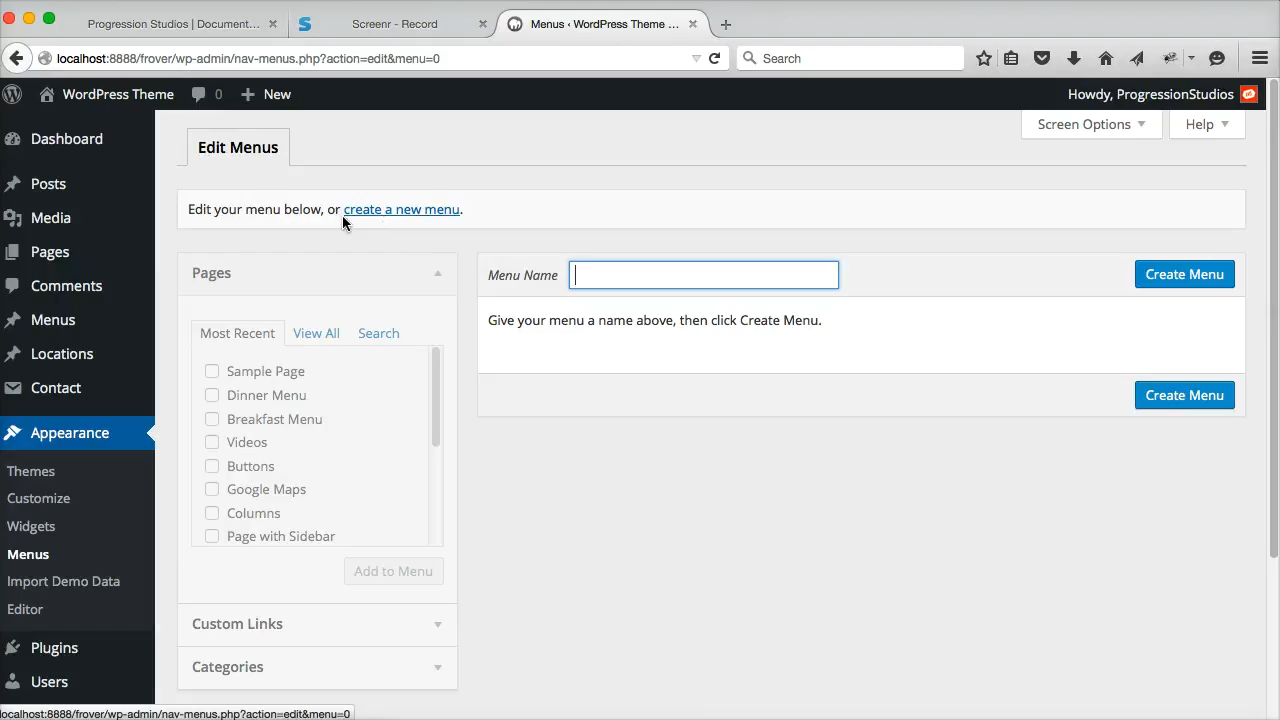 Progression Studios | Document...
Screenr - Record
Menus ‹ WordPress Theme ...
localhost:8888/frover/wp-admin/nav-menus.php?action=edit&menu=0
Search
WordPress Theme
0
New
Howdy, ProgressionStudios
Dashboard
Posts
Media
Pages
Comments
Menus
Locations
Contact
Appearance
Themes
Customize
Widgets
Menus
Import Demo Data
Editor
Plugins
Users
Screen Options
Help
Edit Menus
Edit your menu below, or create a new menu.
Pages
Most Recent View All Search
Sample Page
Dinner Menu
Breakfast Menu
Videos
Buttons
Google Maps
Columns
Page with Sidebar
Add to Menu
Custom Links
Categories
Menu Name
Create Menu
Give your menu a name above, then click Create Menu.
Create Menu
localhost:8888/frover/wp-admin/nav-menus.php?action=edit&menu=0